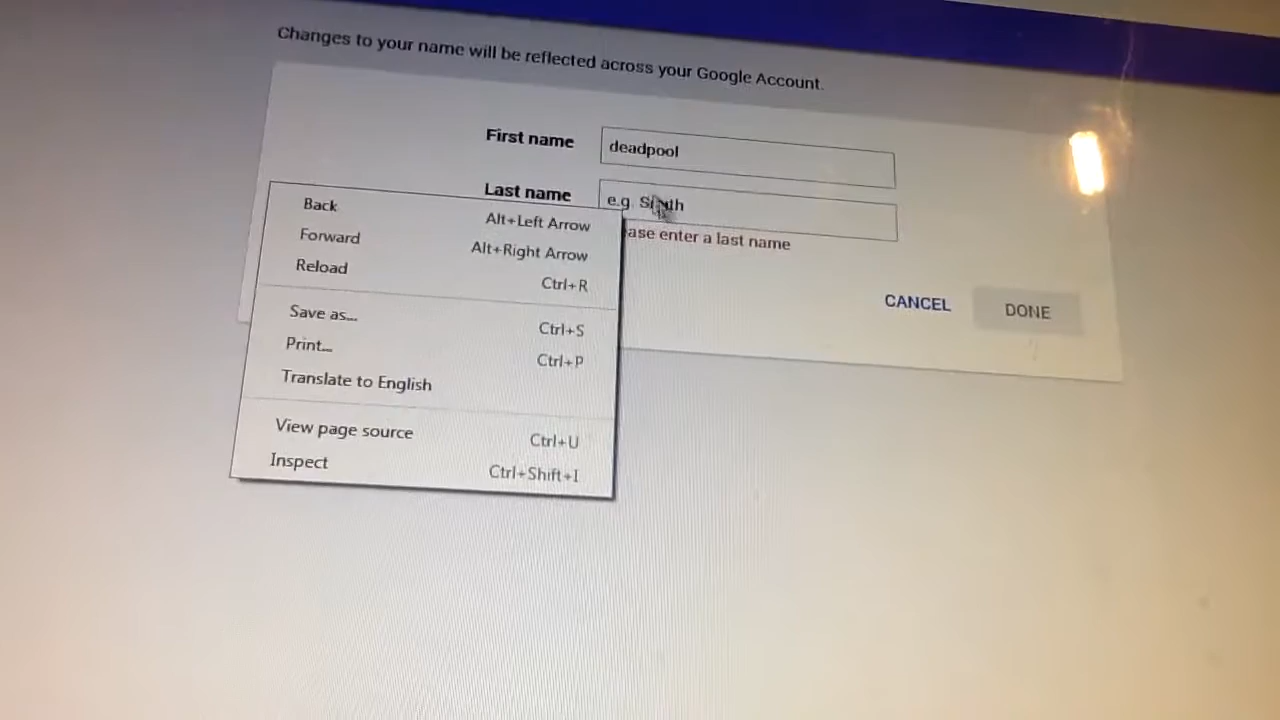 Changes to your name will be reflected across your Google Account.
First name
deadpool
Last name
e.g. Smith
ase enter a last name
CANCEL
DONE
Back Alt+Left Arrow
Forward Alt+Right Arrow
Reload Ctrl+R
Save as... Ctrl+S
Print... Ctrl+P
Translate to English
View page source Ctrl+U
Inspect Ctrl+Shift+I